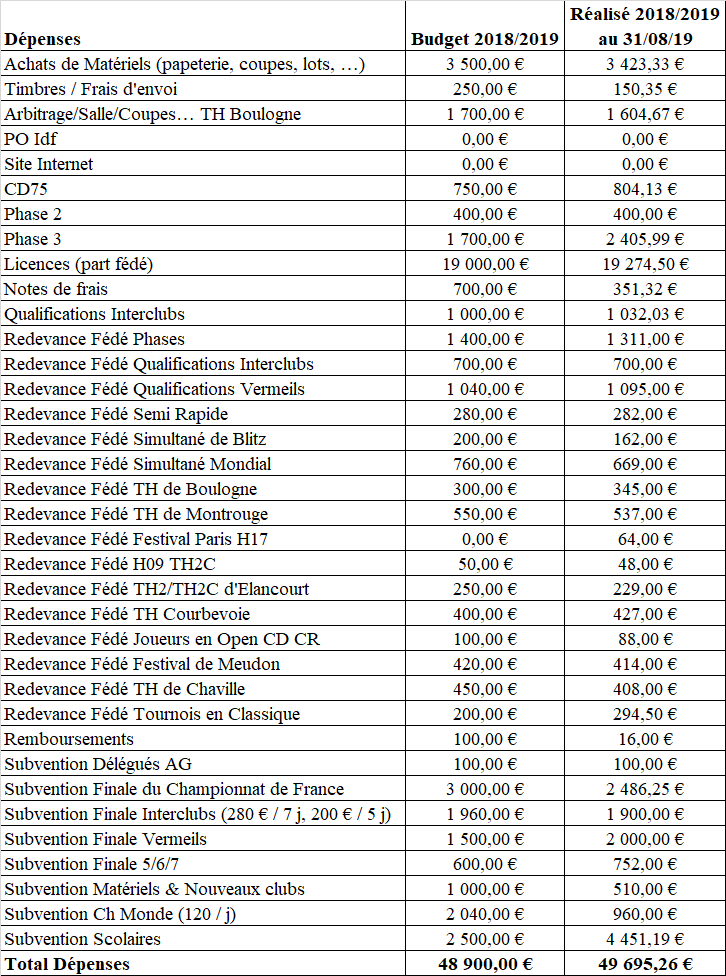 Réalisé 2018/2019
Dépenses Budget 2018/2019 au 31/08/19
Achats de Matériels (papeterie, coupes, lots, …) 3 500,00 € 3 423,33 €
Timbres / Frais d'envoi 250,00 € 150,35 €
Arbitrage/Salle/Coupes… TH Boulogne 1 700,00 € 1 604,67 €
PO Idf 0,00 € 0,00 €
Site Internet 0,00 € 0,00 €
CD75 750,00 € 804,13 €
Phase 2 400,00 € 400,00 €
Phase 3 1 700,00 € 2 405,99 €
Licences (part fédé) 19 000,00 € 19 274,50 €
Notes de frais 700,00 € 351,32 €
Qualifications Interclubs 1 000,00 € 1 032,03 €
Redevance Fédé Phases 1 400,00 € 1 311,00 €
Redevance Fédé Qualifications Interclubs 700,00 € 700,00 €
Redevance Fédé Qualifications Vermeils 1 040,00 € 1 095,00 €
Redevance Fédé Semi Rapide 280,00 € 282,00 €
Redevance Fédé Simultané de Blitz 200,00 € 162,00 €
Redevance Fédé Simultané Mondial 760,00 € 669,00 €
Redevance Fédé TH de Boulogne 300,00 € 345,00 €
Redevance Fédé TH de Montrouge 550,00 € 537,00 €
Redevance Fédé Festival Paris H17 0,00 € 64,00 €
Redevance Fédé H09 TH2C 50,00 € 48,00 €
Redevance Fédé TH2/TH2C d'Elancourt 250,00 € 229,00 €
Redevance Fédé TH Courbevoie 400,00 € 427,00 €
Redevance Fédé Joueurs en Open CD CR 100,00 € 88,00 €
Redevance Fédé Festival de Meudon 420,00 € 414,00 €
Redevance Fédé TH de Chaville 450,00 € 408,00 €
Redevance Fédé Tournois en Classique 200,00 € 294,50 €
Remboursements 100,00 € 16,00 €
Subvention Délégués AG 100,00 € 100,00 €
Subvention Finale du Championnat de France 3 000,00 € 2 486,25 €
Subvention Finale Interclubs (280 € / 7 j, 200 € / 5 j) 1 960,00 € 1 900,00 €
Subvention Finale Vermeils 1 500,00 € 2 000,00 €
Subvention Finale 5/6/7 600,00 € 752,00 €
Subvention Matériels & Nouveaux clubs 1 000,00 € 510,00 €
Subvention Ch Monde (120 / j) 2 040,00 € 960,00 €
Subvention Scolaires 2 500,00 € 4 451,19 €
Total Dépenses 48 900,00 € 49 695,26 €